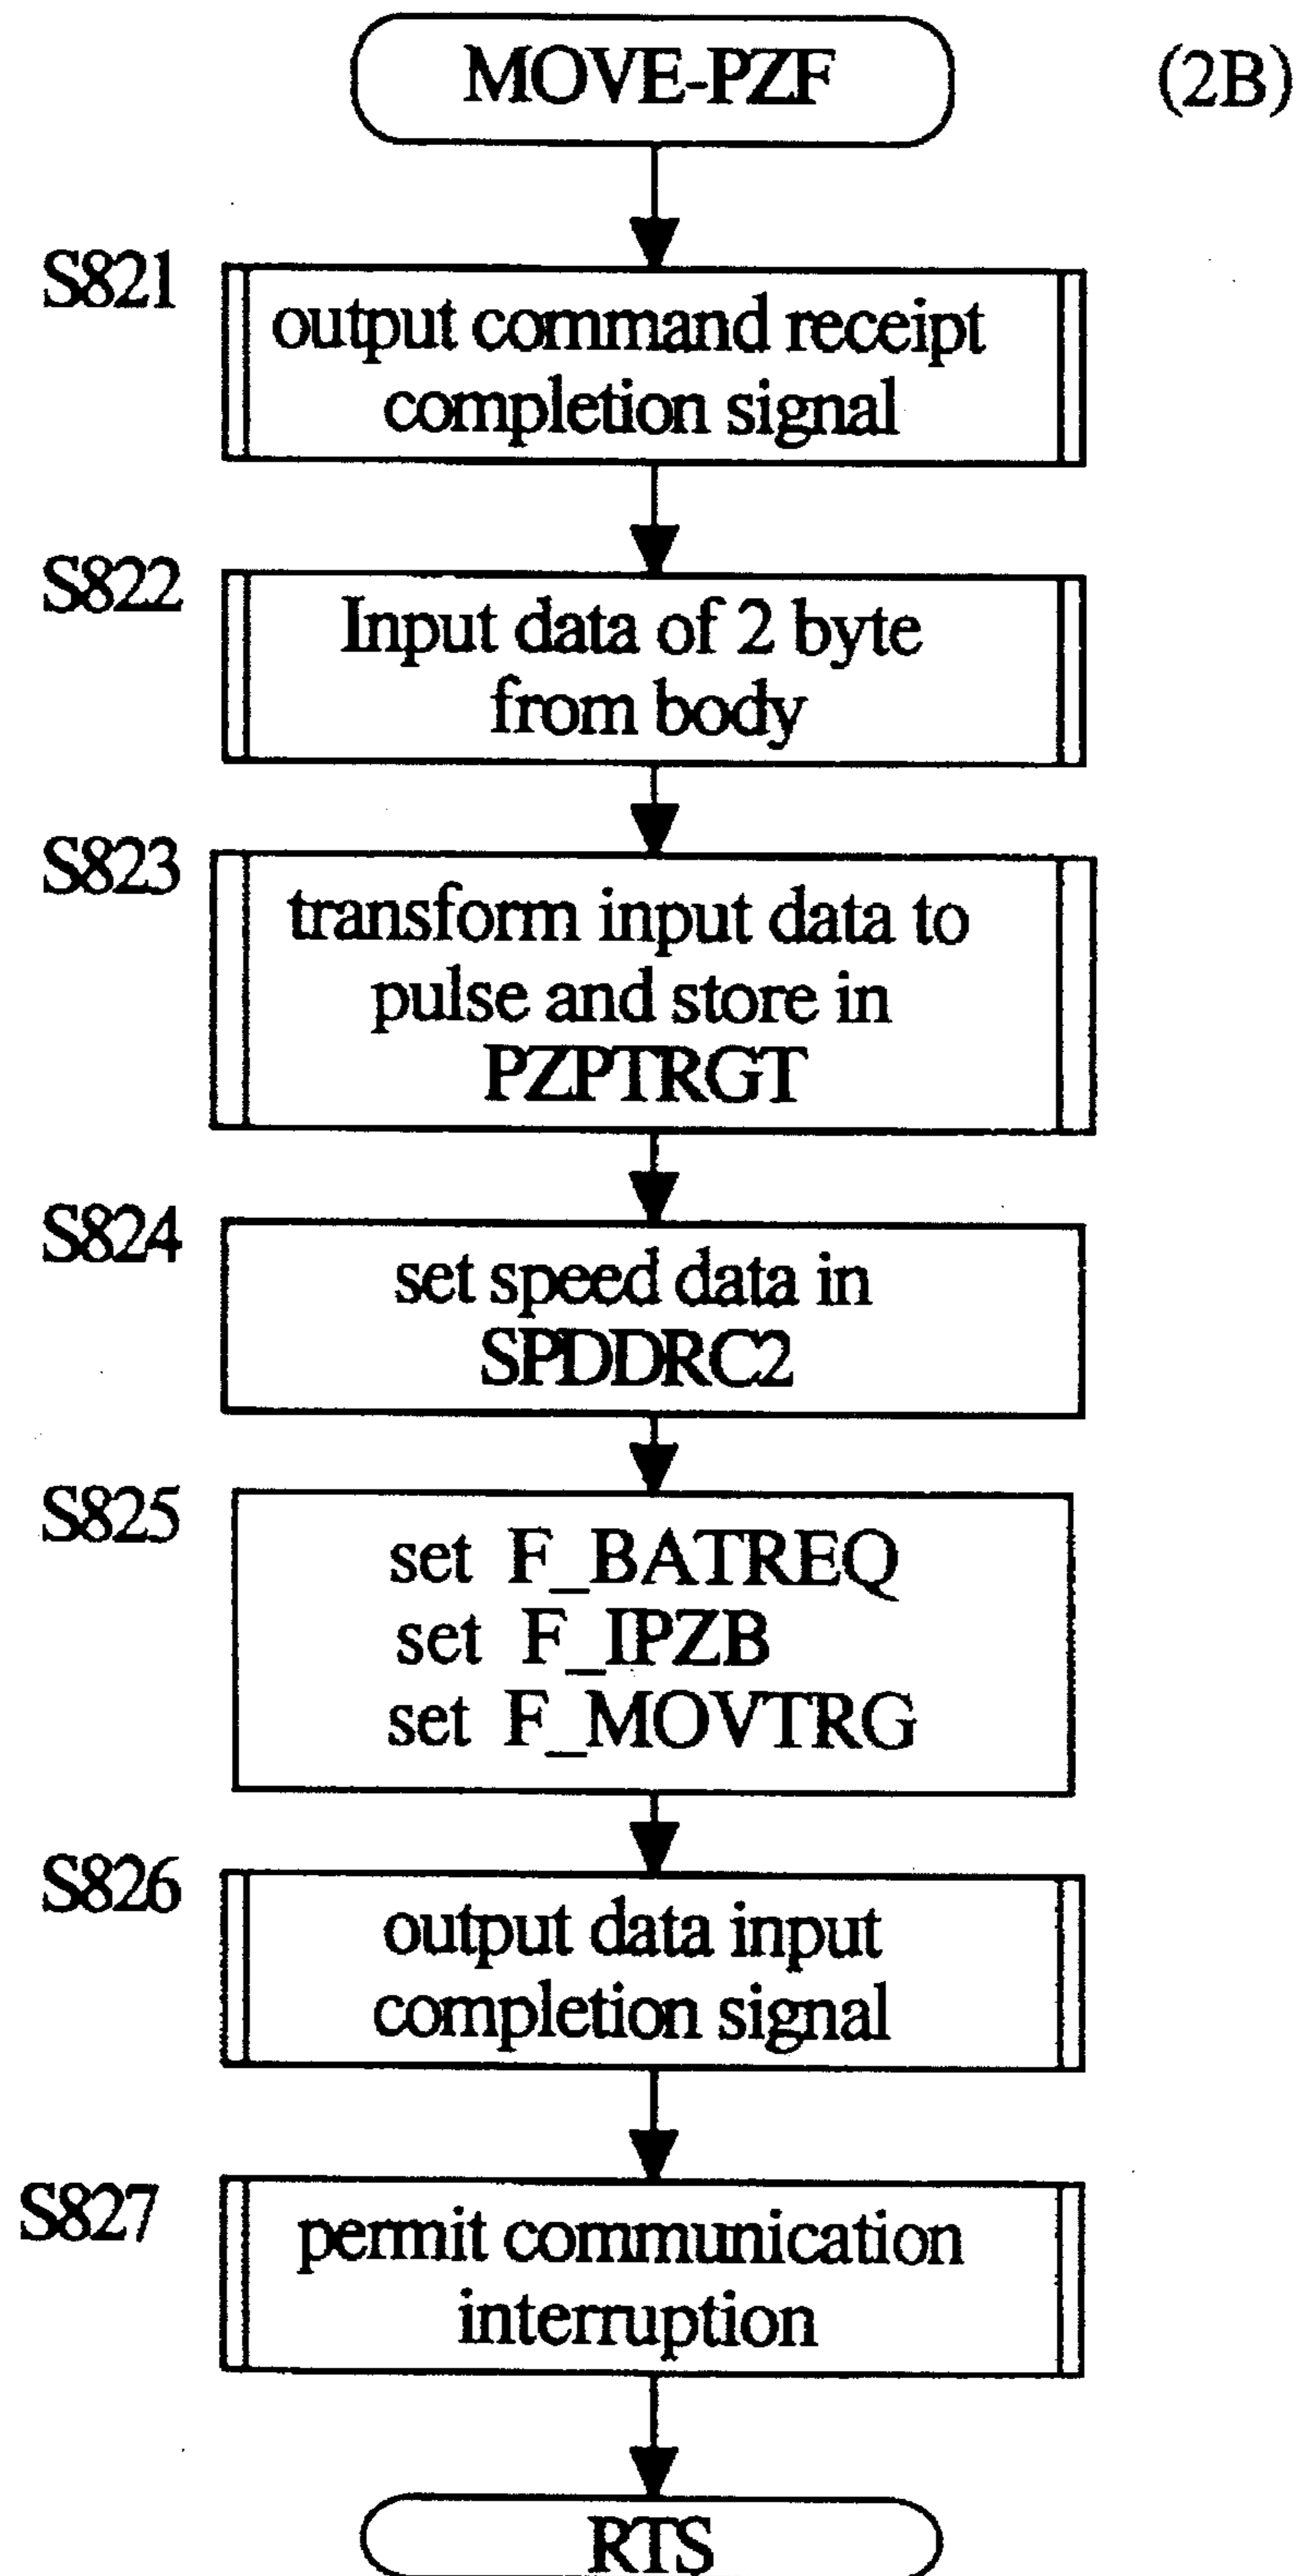 MOVE-PZF
(2B)
S821
output command receipt
completion signal
S822
Input data of 2 byte
from body
S823
transform input data to
pulse and store in
PZPTRGT
S824
set speed data in
SPDDRC2
S825
set F_BATREQ
set F_IPZB
set F_MOVTRG
S826
output data input
completion signal
S827
permit communication
interruption
RTS